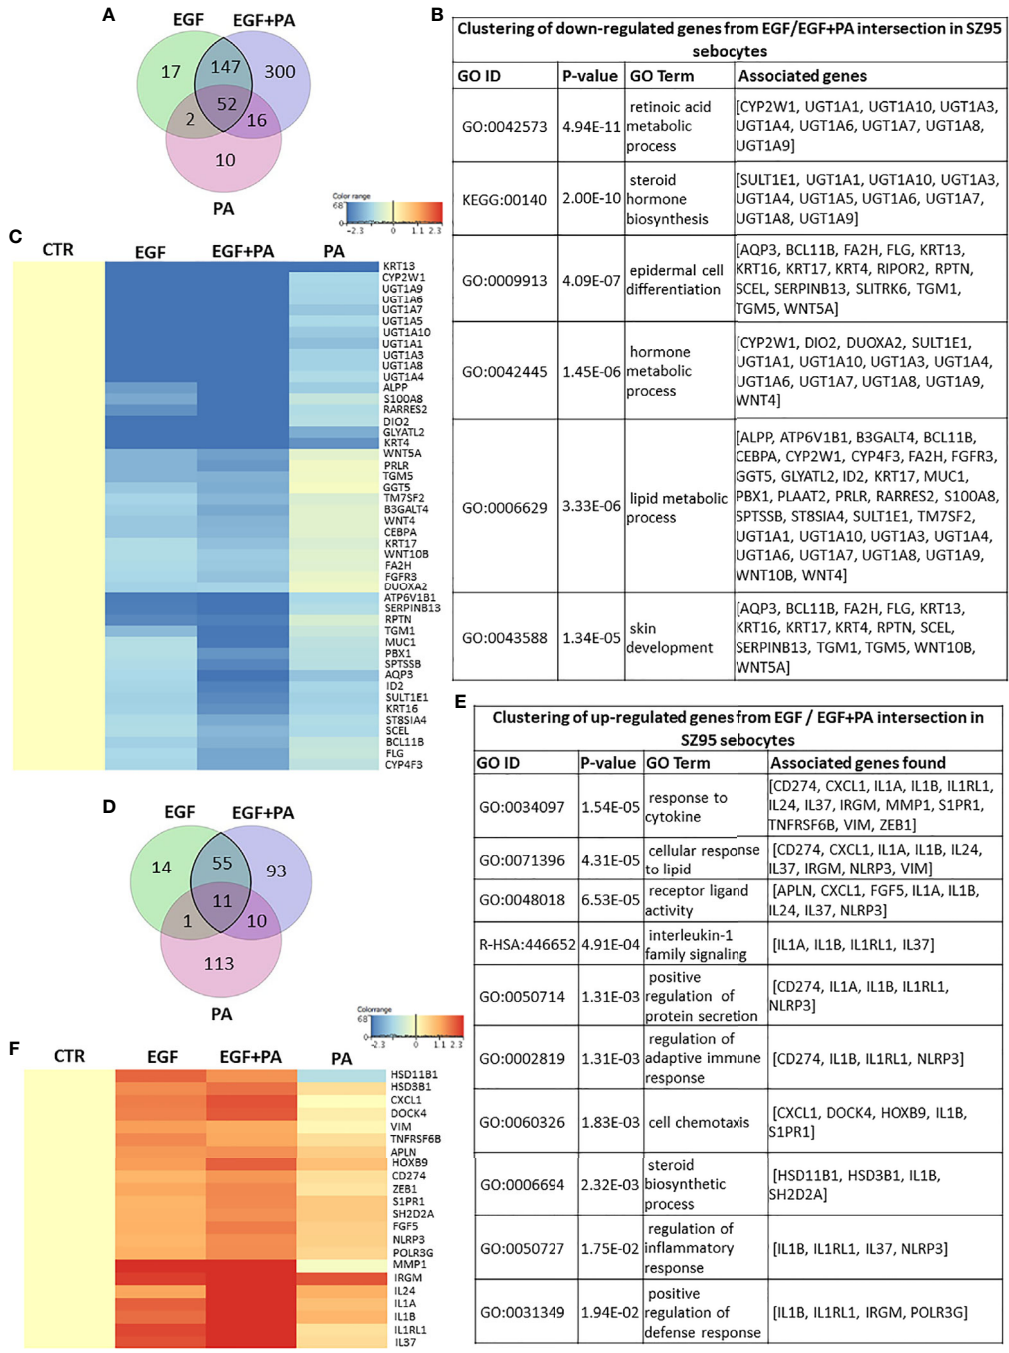 A
EGF
EGF+PA
17
147
300
52
2
16
10
PA
B
Clustering of down-regulated genes from EGF/EGF+PA intersection in SZ95
sebocytes
GO ID P-value GO Term Associated genes
GO:0042573 4.94E-11 retinoic acid metabolic process
[CYP2W1, UGT1A1, UGT1A10, UGT1A3,
UGT1A4, UGT1A6, UGT1A7, UGT1A8,
UGT1A9]
KEGG:00140 2.00E-10 steroid hormone biosynthesis
[SULT1E1, UGT1A1, UGT1A10, UGT1A3,
UGT1A4, UGT1A5, UGT1A6, UGT1A7,
UGT1A8, UGT1A9]
GO:0009913 4.09E-07 epidermal cell differentiation
[AQP3, BCL11B, FA2H, FLG, KRT13,
KRT16, KRT17, KRT4, RIPOR2, RPTN,
SCEL, SERPINB13, SLITRK6, TGM1,
TGM5, WNT5A]
GO:0042445 1.45E-06 hormone metabolic process
[CYP2W1, DIO2, DUOXA2, SULT1E1,
UGT1A1, UGT1A10, UGT1A3, UGT1A4,
UGT1A6, UGT1A7, UGT1A8, UGT1A9,
WNT4]
GO:0006629 3.33E-06 lipid metabolic process
[ALPP, ATP6V1B1, B3GALT4, BCL11B,
CEBPA, CYP2W1, CYP4F3, FA2H, FGFR3,
GGT5, GLYATL2, ID2, KRT17, MUC1,
PBX1, PLAAT2, PRLR, RARRES2, S100A8,
SPTSSB, ST8SIA4, SULT1E1, TM7SF2,
UGT1A1, UGT1A10, UGT1A3, UGT1A4,
UGT1A6, UGT1A7, UGT1A8, UGT1A9,
WNT10B, WNT4]
GO:0043588 1.34E-05 skin development
[AQP3, BCL11B, FA2H, FLG, KRT13,
KRT16, KRT17, KRT4, RPTN, SCEL,
SERPINB13, TGM1, TGM5, WNT10B,
WNT5A]
C
Color range
68
0
-2.3 0 1.1 2.3
CTR EGF EGF+PA PA
KRT13
CYP2W1
UGT1A9
UGT1A6
UGT1A7
UGT1A5
UGT1A10
UGT1A1
UGT1A3
UGT1A8
UGT1A4
ALPP
S100A8
RARRES2
DIO2
GLYATL2
KRT4
WNT5A
PRLR
TGM5
GGT5
TM7SF2
B3GALT4
WNT4
CEBPA
KRT17
WNT10B
FA2H
FGFR3
DUOXA2
ATP6V1B1
SERPINB13
RPTN
TGM1
MUC1
PBX1
SPTSSB
AQP3
ID2
SULT1E1
KRT16
ST8SIA4
SCEL
BCL11B
FLG
CYP4F3
D
EGF
EGF+PA
14
55
93
11
1
10
113
PA
E
Clustering of up-regulated genes from EGF / EGF+PA intersection in
SZ95 sebocytes
GO ID P-value GO Term Associated genes found
GO:0034097 1.54E-05 response to cytokine
[CD274, CXCL1, IL1A, IL1B, IL1RL1,
IL24, IL37, IRGM, MMP1, S1PR1,
TNFRSF6B, VIM, ZEB1]
GO:0071396 4.31E-05 cellular response to lipid
[CD274, CXCL1, IL1A, IL1B, IL24,
IL37, IRGM, NLRP3, VIM]
GO:0048018 6.53E-05 receptor ligand activity
[APLN, CXCL1, FGF5, IL1A, IL1B,
IL24, IL37, NLRP3]
R-HSA:446652 4.91E-04 interleukin-1 family signaling
[IL1A, IL1B, IL1RL1, IL37]
GO:0050714 1.31E-03 positive regulation of protein secretion
[CD274, IL1A, IL1B, IL1RL1,
NLRP3]
GO:0002819 1.31E-03 regulation of adaptive immune response
[CD274, IL1B, IL1RL1, NLRP3]
GO:0060326 1.83E-03 cell chemotaxis
[CXCL1, DOCK4, HOXB9, IL1B,
S1PR1]
GO:0006694 2.32E-03 steroid biosynthetic process
[HSD11B1, HSD3B1, IL1B,
SH2D2A]
GO:0050727 1.75E-02 regulation of inflammatory response
[IL1B, IL1RL1, IL37, NLRP3]
GO:0031349 1.94E-02 positive regulation of defense response
[IL1B, IL1RL1, IRGM, POLR3G]
F
Colorrange
68
0
-2.3 0 1.1 2.3
CTR EGF EGF+PA PA
HSD11B1
HSD3B1
CXCL1
DOCK4
VIM
TNFRSF6B
APLN
HOXB9
CD274
ZEB1
S1PR1
SH2D2A
FGF5
NLRP3
POLR3G
MMP1
IRGM
IL24
IL1A
IL1B
IL1RL1
IL37